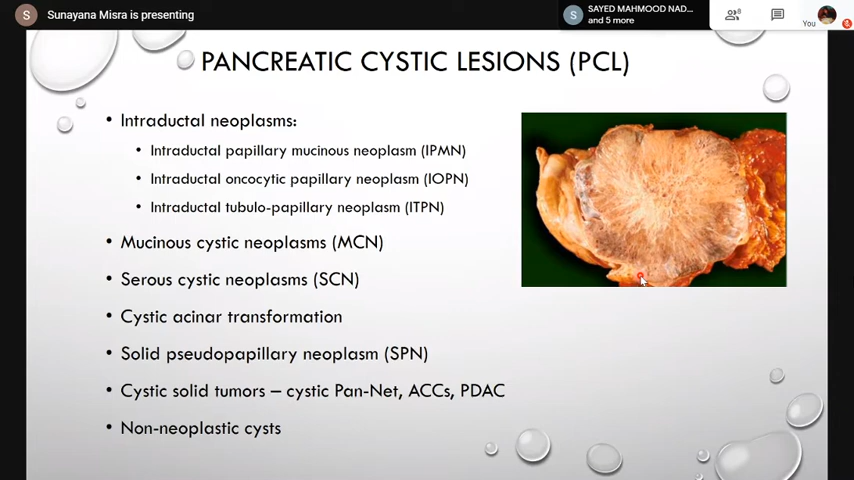 S Sunayana Misra is presenting
S SAYED MAHMOOD NAD...
and 5 more
8
You
PANCREATIC CYSTIC LESIONS (PCL)
• Intraductal neoplasms:
• Intraductal papillary mucinous neoplasm (IPMN)
• Intraductal oncocytic papillary neoplasm (IOPN)
• Intraductal tubulo-papillary neoplasm (ITPN)
• Mucinous cystic neoplasms (MCN)
• Serous cystic neoplasms (SCN)
• Cystic acinar transformation
• Solid pseudopapillary neoplasm (SPN)
• Cystic solid tumors – cystic Pan-Net, ACCs, PDAC
• Non-neoplastic cysts